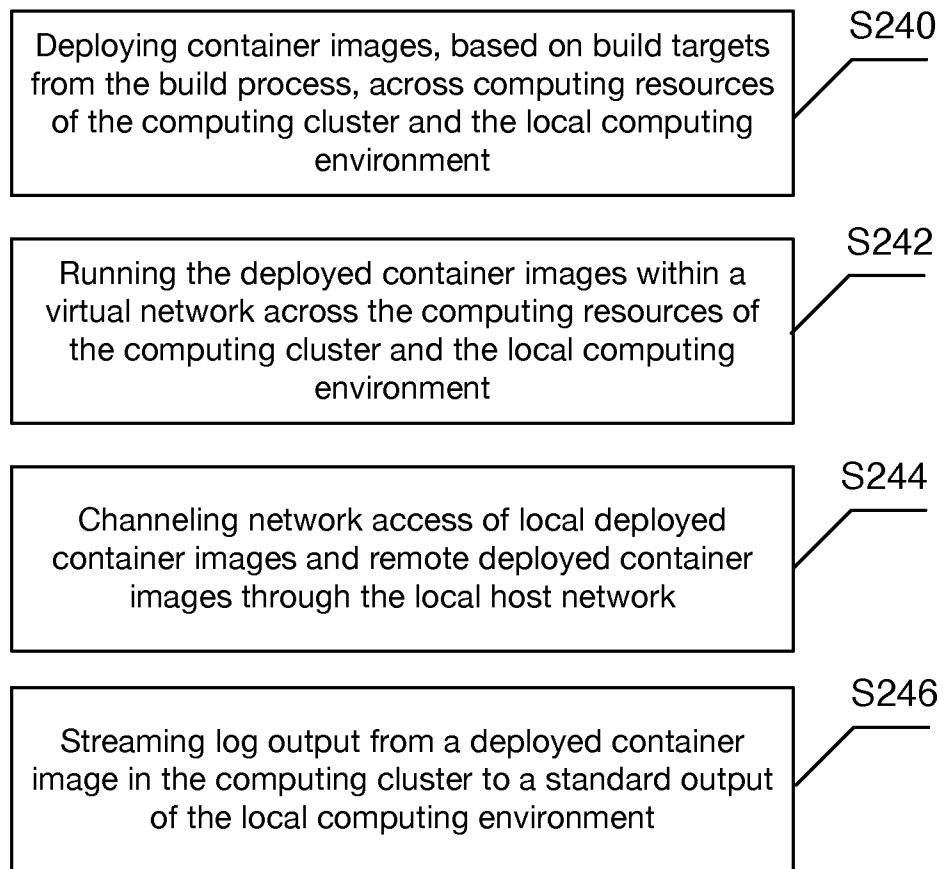 S240
Deploying container images, based on build targets
from the build process, across computing resources
of the computing cluster and the local computing
environment
S242
Running the deployed container images within a
virtual network across the computing resources of
the computing cluster and the local computing
environment
S244
Channeling network access of local deployed
container images and remote deployed container
images through the local host network
S246
Streaming log output from a deployed container
image in the computing cluster to a standard output
of the local computing environment